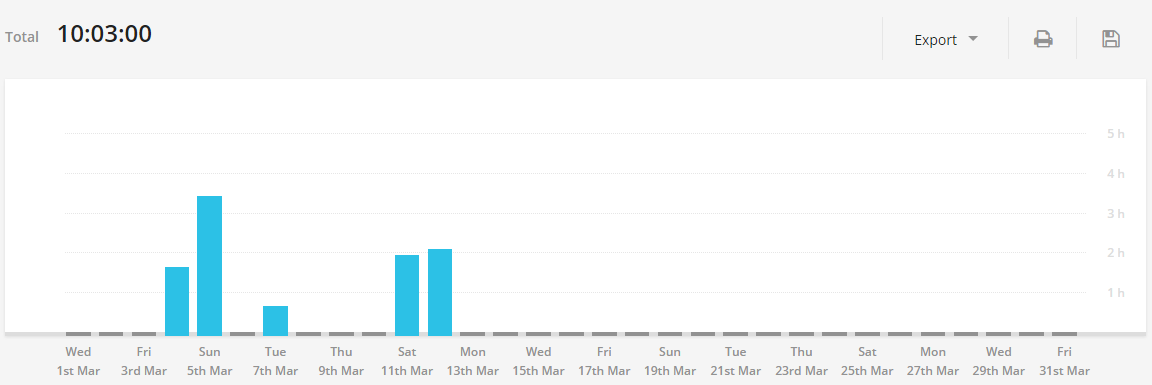 Total 10:03:00 Export
5 h
4 h
3 h
2 h
1 h
Wed Fri Sun Tue Thu Sat Mon Wed Fri Sun Tue Thu Sat Mon Wed Fri
1st Mar 3rd Mar 5th Mar 7th Mar 9th Mar 11th Mar 13th Mar 15th Mar 17th Mar 19th Mar 21st Mar 23rd Mar 25th Mar 27th Mar 29th Mar 31st Mar